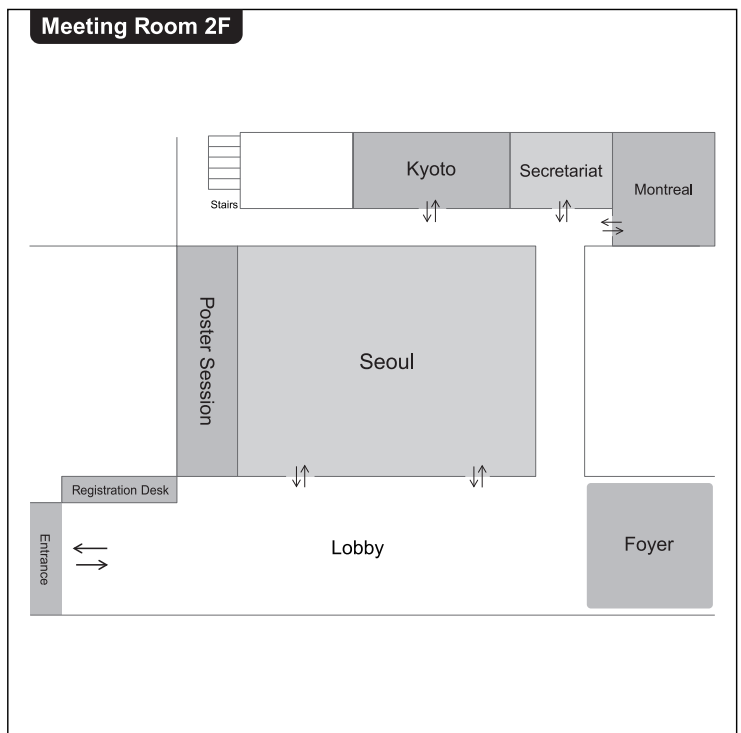 Meeting Room 2F
Kyoto
Secretariat
Montreal
Stairs
Poster Session
Seoul
Registration Desk
Entrance
Lobby
Foyer